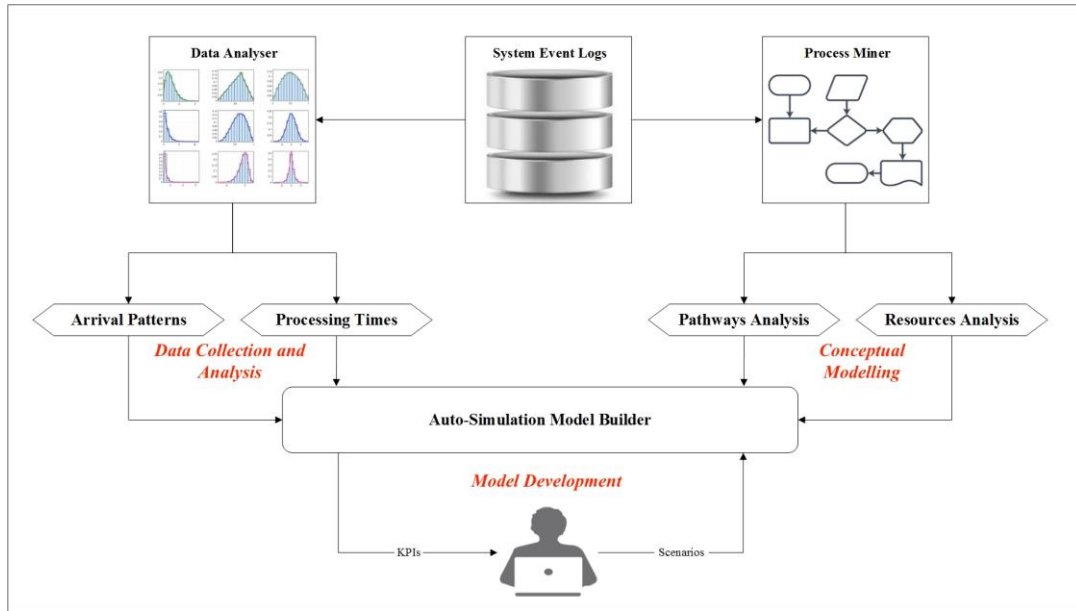 Data Analyser
System Event Logs
Process Miner
Arrival Patterns
Processing Times
Pathways Analysis
Resources Analysis
Data Collection and
Analysis
Conceptual
Modelling
Auto-Simulation Model Builder
Model Development
KPIs
Scenarios